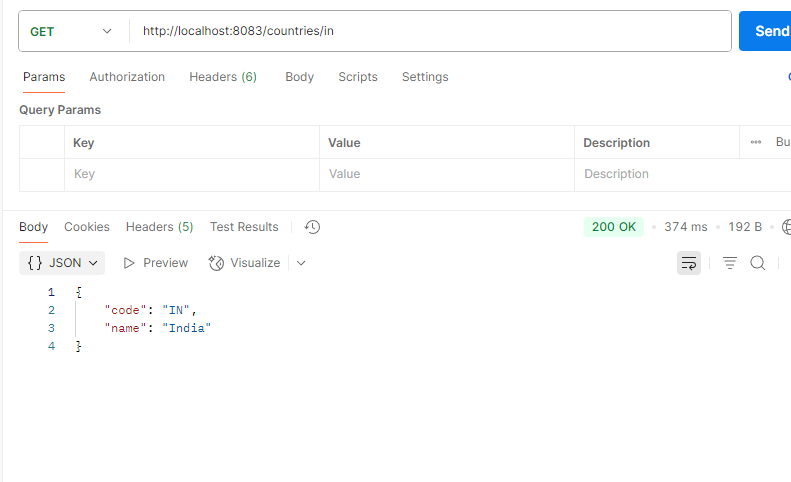 GET http://localhost:8083/countries/in Send
Params Authorization Headers (6) Body Scripts Settings
Query Params
Key Value Description ••• Bu
Key Value Description
Body Cookies Headers (5) Test Results 200 OK • 374 ms • 192 B •
{} JSON Preview Visualize
1 {
2 "code": "IN",
3 "name": "India"
4 }